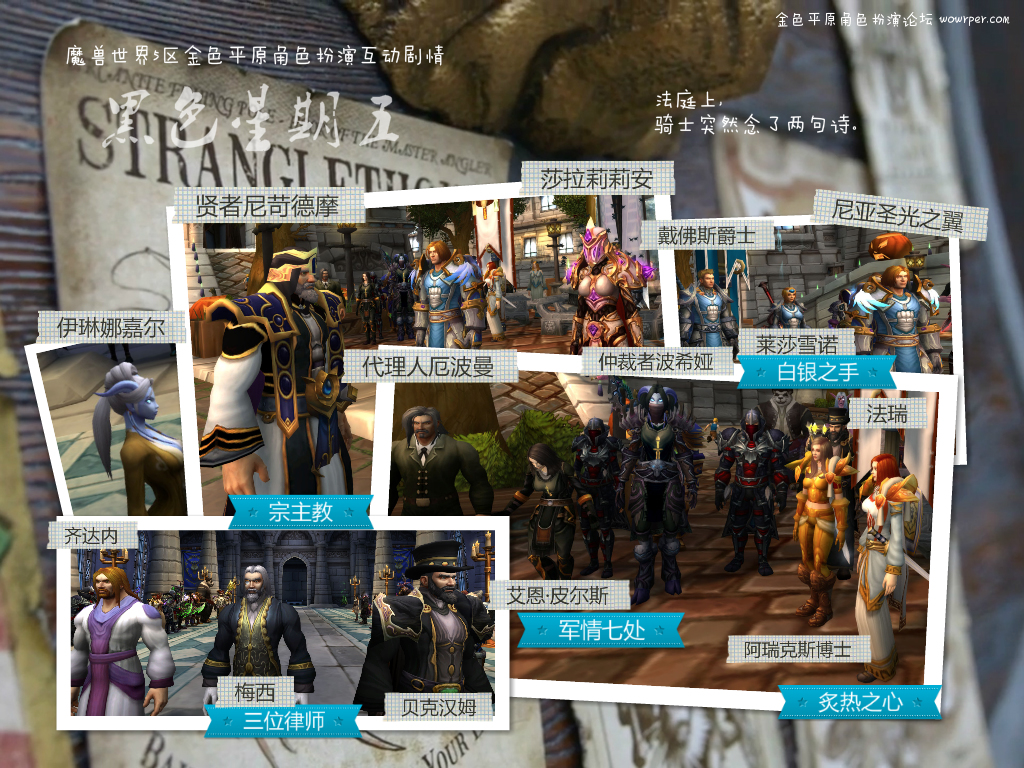 金色平原角色扮演论坛 wowrper.com
魔兽世界5区金色平原角色扮演互动剧情
黑色星期五
法庭上,
骑士突然念了两句诗。
STRANGLETHO
贤者尼苛德摩
莎拉莉莉安
戴佛斯爵士
尼亚圣光之翼
伊琳娜嘉尔
代理人厄波曼
仲裁者波希娅
莱莎雪诺
白银之手
法瑞
宗主教
齐达内
艾恩·皮尔斯
军情七处
阿瑞克斯博士
梅西
贝克汉姆
三位律师
炙热之心
YOUR